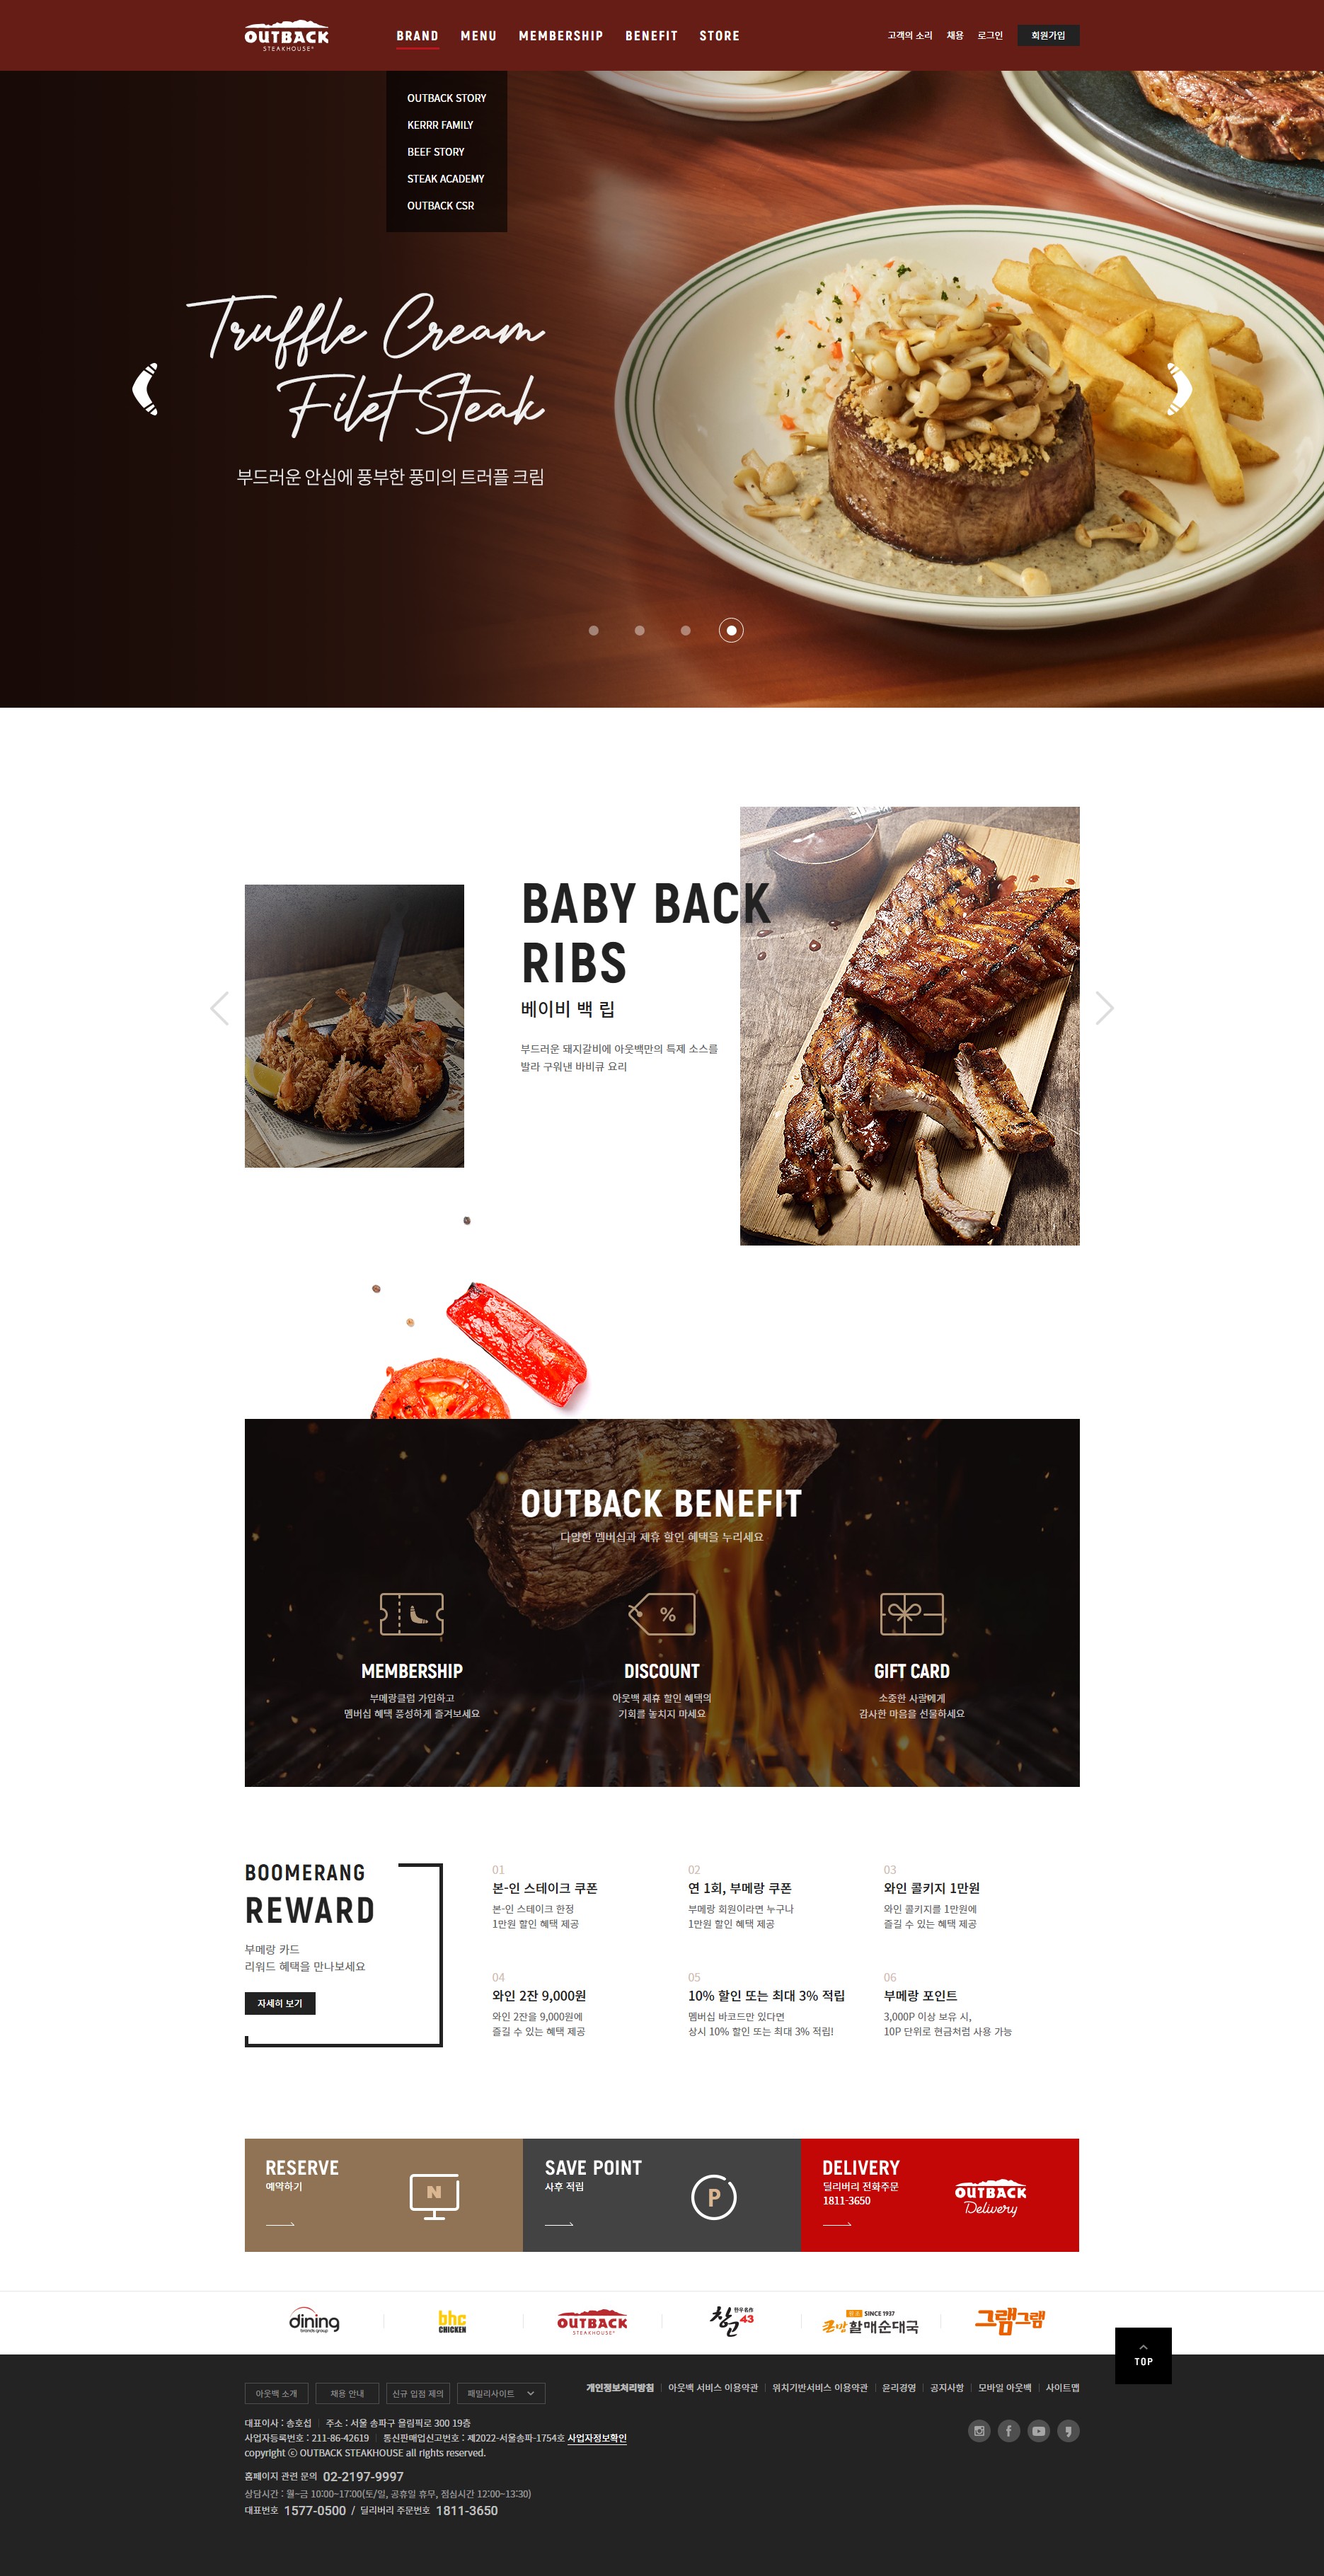 OUTBACK
STEAKHOUSE®
BRAND
MENU
MEMBERSHIP
BENEFIT
STORE
고객의 소리
채용
로그인
회원가입
OUTBACK STORY
KERRR FAMILY
BEEF STORY
STEAK ACADEMY
OUTBACK CSR
Truffle Cream
Filet Steak
부드러운 안심에 풍부한 풍미의 트러플 크림
BABY BACK
RIBS
베이비 백 립
부드러운 돼지갈비에 아웃백만의 특제 소스를
발라 구워낸 바비큐 요리
OUTBACK BENEFIT
다양한 멤버십과 제휴 할인 혜택을 누리세요
%
MEMBERSHIP
부메랑클럽 가입하고
멤버십 혜택 풍성하게 즐겨보세요
DISCOUNT
아웃백 제휴 할인 혜택의
기회를 놓치지 마세요
GIFT CARD
소중한 사람에게
감사한 마음을 선물하세요
BOOMERANG
REWARD
부메랑 카드
리워드 혜택을 만나보세요
자세히 보기
01
본-인 스테이크 쿠폰
본-인 스테이크 한정
1만원 할인 혜택 제공
02
연 1회, 부메랑 쿠폰
부메랑 회원이라면 누구나
1만원 할인 혜택 제공
03
와인 콜키지 1만원
와인 콜키지를 1만원에
즐길 수 있는 혜택 제공
04
와인 2잔 9,000원
와인 2잔을 9,000원에
즐길 수 있는 혜택 제공
05
10% 할인 또는 최대 3% 적립
멤버십 바코드만 있다면
상시 10% 할인 또는 최대 3% 적립!
06
부메랑 포인트
3,000P 이상 보유 시,
10P 단위로 현금처럼 사용 가능
RESERVE
예약하기
N
SAVE POINT
사후 적립
P
DELIVERY
딜리버리 전화주문
1811-3650
OUTBACK
Delivery
dining
brands group
bhc
CHICKEN
OUTBACK
STEAKHOUSE®
창고
43
SINCE 1937
큰맘할매순대국
그램그램
TOP
아웃백 소개
채용 안내
신규 입점 제의
패밀리사이트
개인정보처리방침
아웃백 서비스 이용약관
위치기반서비스 이용약관
윤리경영
공지사항
모바일 아웃백
사이트맵
대표이사 : 송호섭 주소 : 서울 송파구 올림픽로 300 19층
사업자등록번호 : 211-86-42619 통신판매업신고번호 : 제2022-서울송파-1754호 사업자정보확인
copyright ⓒ OUTBACK STEAKHOUSE all rights reserved.
홈페이지 관련 문의 02-2197-9997
상담시간 : 월~금 10:00~17:00(토/일, 공휴일 휴무, 점심시간 12:00~13:30)
대표번호 1577-0500 / 딜리버리 주문번호 1811-3650